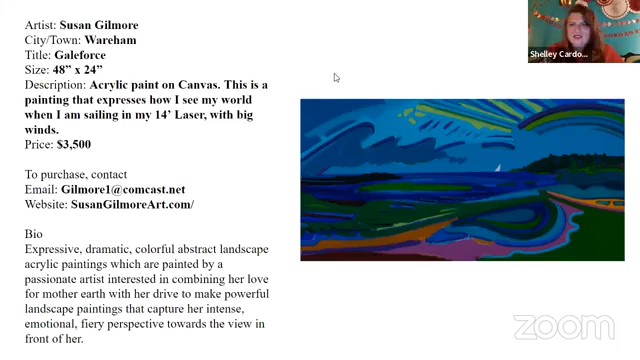 Artist: Susan Gilmore
City/Town: Wareham
Title: Galeforce
Size: 48” x 24”
Description: Acrylic paint on Canvas. This is a
painting that expresses how I see my world
when I am sailing in my 14’ Laser, with big
winds.
Price: $3,500
To purchase, contact
Email: Gilmore1@comcast.net
Website: SusanGilmoreArt.com/
Bio
Expressive, dramatic, colorful abstract landscape
acrylic paintings which are painted by a
passionate artist interested in combining her love
for mother earth with her drive to make powerful
landscape paintings that capture her intense,
emotional, fiery perspective towards the view in
front of her.
Shelley Cardo...
zoom